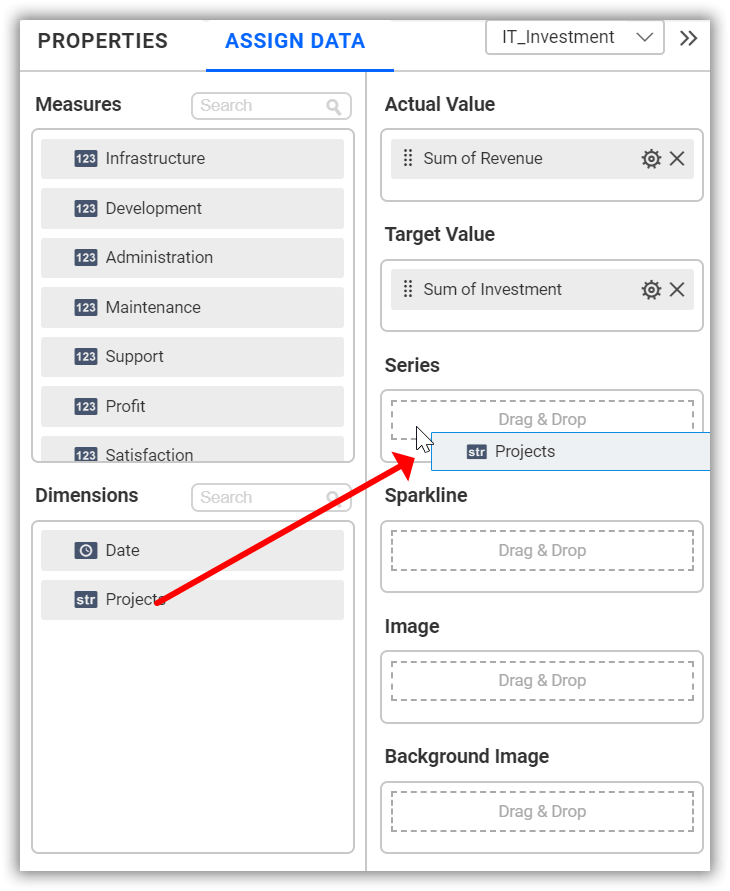 PROPERTIES
ASSIGN DATA
IT_Investment
Measures
Search
123 Infrastructure
123 Development
123 Administration
123 Maintenance
123 Support
123 Profit
123 Satisfaction
Dimensions
Search
Date
str Projects
Actual Value
Sum of Revenue
Target Value
Sum of Investment
Series
Drag & Drop
str Projects
Sparkline
Drag & Drop
Image
Drag & Drop
Background Image
Drag & Drop